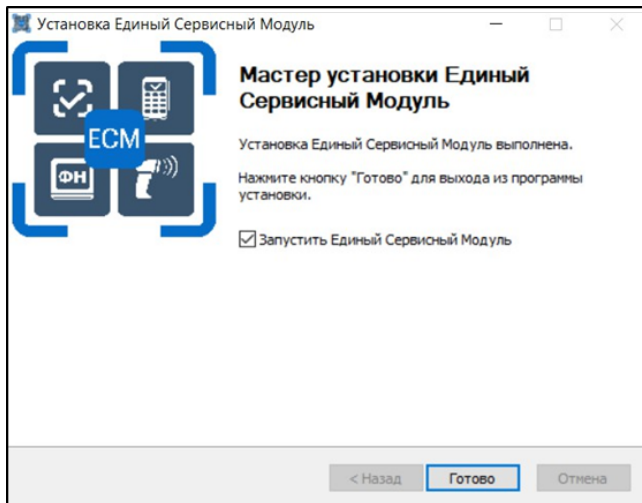 Установка Единый Сервисный Модуль
ЕСМ
ФН
Мастер установки Единый
Сервисный Модуль
Установка Единый Сервисный Модуль выполнена.
Нажмите кнопку "Готово" для выхода из программы
установки.
Запустить Единый Сервисный Модуль
< Назад
Готово
Отмена